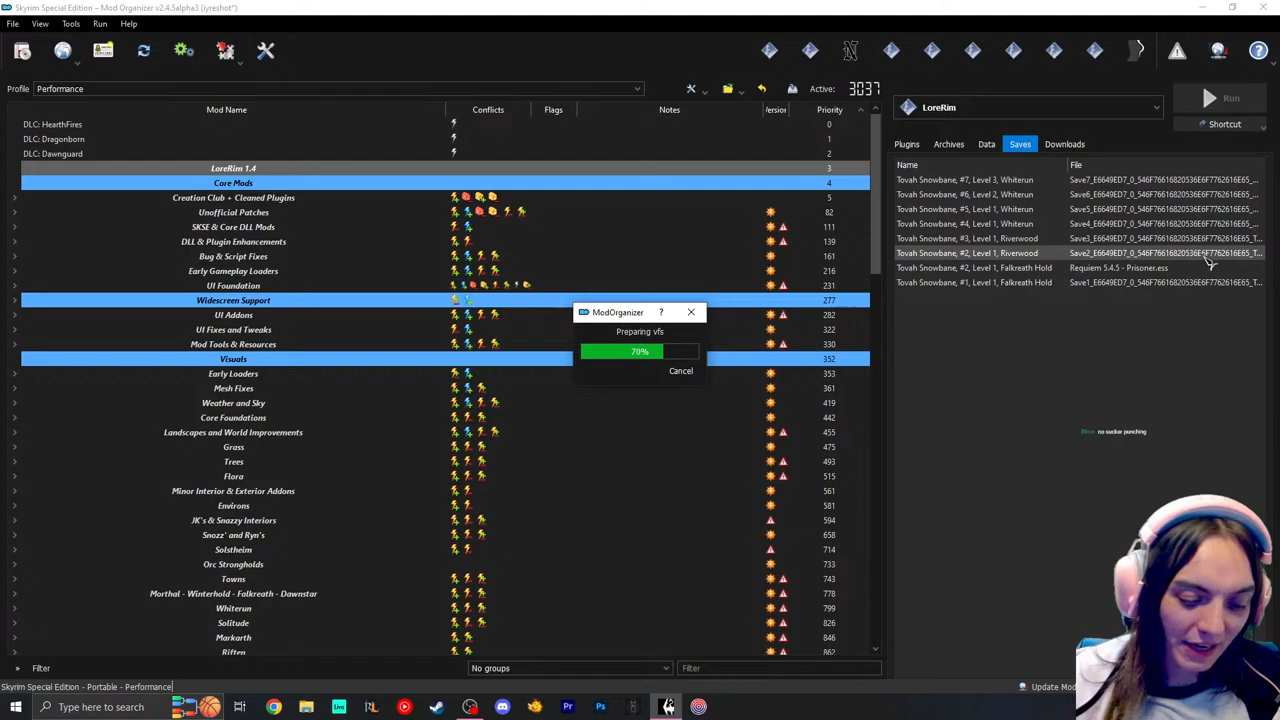 Skyrim Special Edition - Mod Organizer v2.4.5alpha3 (iyreshot*)
File View Tools Run Help
Profile Performance Active: 3037
Mod Name Conflicts Flags Notes Priority
DLC: HearthFires 0
DLC: Dragonborn 1
DLC: Dawnguard 2
LoreRim 1.4 3
Core Mods 4
Creation Club + Cleaned Plugins 5
Unofficial Patches 82
SKSE & Core DLL Mods 111
DLL & Plugin Enhancements 139
Bug & Script Fixes 161
Early Gameplay Loaders 216
UI Foundation 231
Widescreen Support 277
UI Addons 282
UI Fixes and Tweaks 322
Mod Tools & Resources 330
Visuals 352
Early Loaders 353
Mesh Fixes 361
Weather and Sky 419
Core Foundations 442
Landscapes and World Improvements 455
Grass 475
Trees 493
Flora 515
Minor Interior & Exterior Addons 561
Environs 581
JK's & Snazzy Interiors 594
Snozz' and Ryn's 658
Solstheim 714
Orc Strongholds 733
Towns 743
Morthal - Winterhold - Falkreath - Dawnstar 778
Whiterun 799
Solitude 826
Markarth 846
Riften 862
» Filter No groups Filter
ModOrganizer ? ✕
Preparing vfs
70%
Cancel
LoreRim
Run
Shortcut
Plugins Archives Data Saves Downloads
Name File
Tovah Snowbane, #7, Level 3, Whiterun Save7_E6649ED7_0_546F76616820536E6F7762616E65_...
Tovah Snowbane, #6, Level 2, Whiterun Save6_E6649ED7_0_546F76616820536E6F7762616E65_...
Tovah Snowbane, #5, Level 1, Whiterun Save5_E6649ED7_0_546F76616820536E6F7762616E65_...
Tovah Snowbane, #4, Level 1, Whiterun Save4_E6649ED7_0_546F76616820536E6F7762616E65_...
Tovah Snowbane, #3, Level 1, Riverwood Save3_E6649ED7_0_546F76616820536E6F7762616E65_T...
Tovah Snowbane, #2, Level 1, Riverwood Save2_E6649ED7_0_546F76616820536E6F7762616E65_T...
Tovah Snowbane, #2, Level 1, Falkreath Hold Requiem 5.4.5 - Prisoner.ess
Tovah Snowbane, #1, Level 1, Falkreath Hold Save1_E6649ED7_0_546F76616820536E6F7762616E65_T...
no sucker punching
Skyrim Special Edition - Portable - Performance
Update Mod
Type here to search